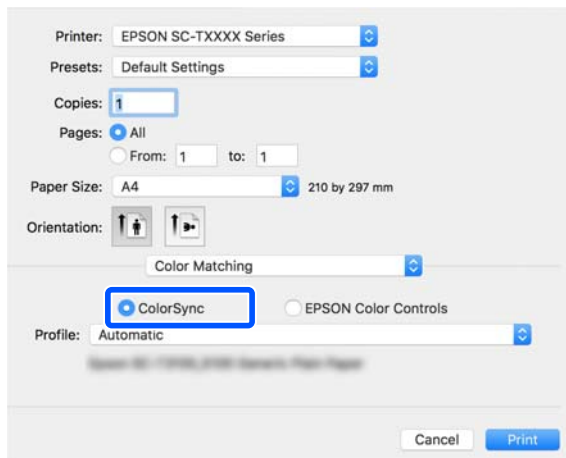 Printer: EPSON SC-TXXXX Series
Presets: Default Settings
Copies: 1
Pages: All
From: 1 to: 1
Paper Size: A4 210 by 297 mm
Orientation:
Color Matching
ColorSync EPSON Color Controls
Profile: Automatic
Cancel Print